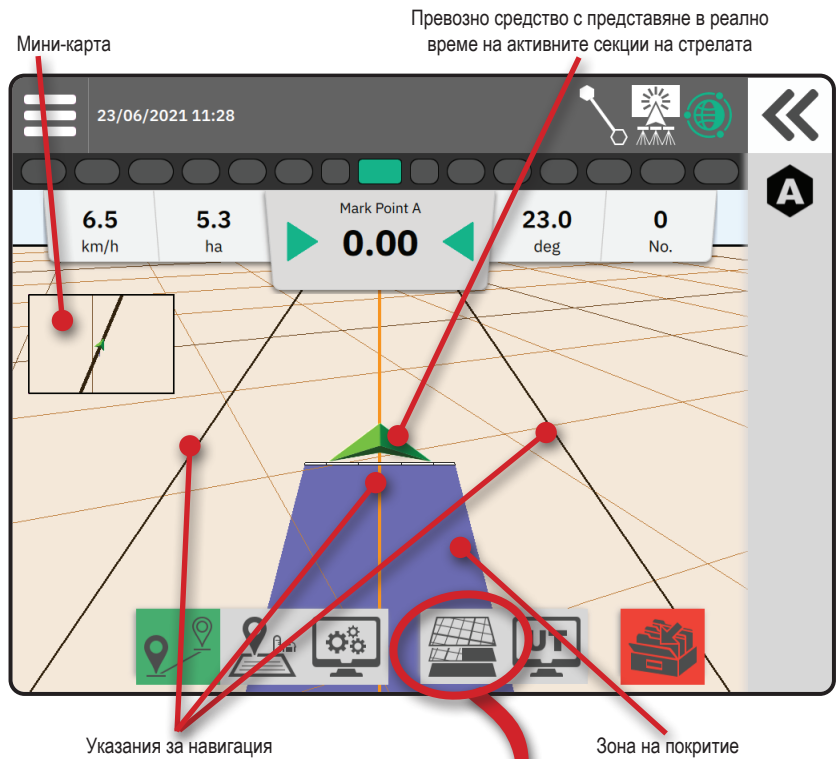 Превозно средство с представяне в реално
време на активните секции на стрелата
Мини-карта
23/06/2021 11:28
A
Mark Point A
6.5 5.3 0.00 23.0 0
km/h ha deg No.
UT
Указания за навигация
Зона на покритие